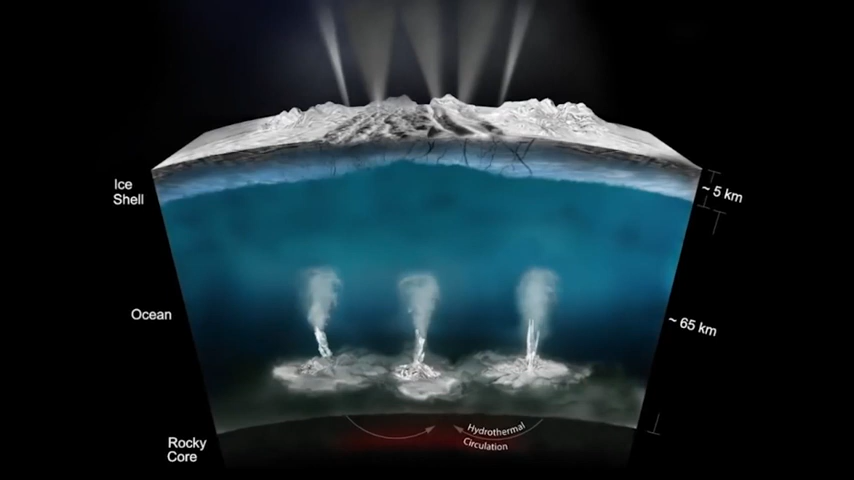 Ice
Shell
~ 5 km
Ocean
~ 65 km
Hydrothermal
Circulation
Rocky
Core